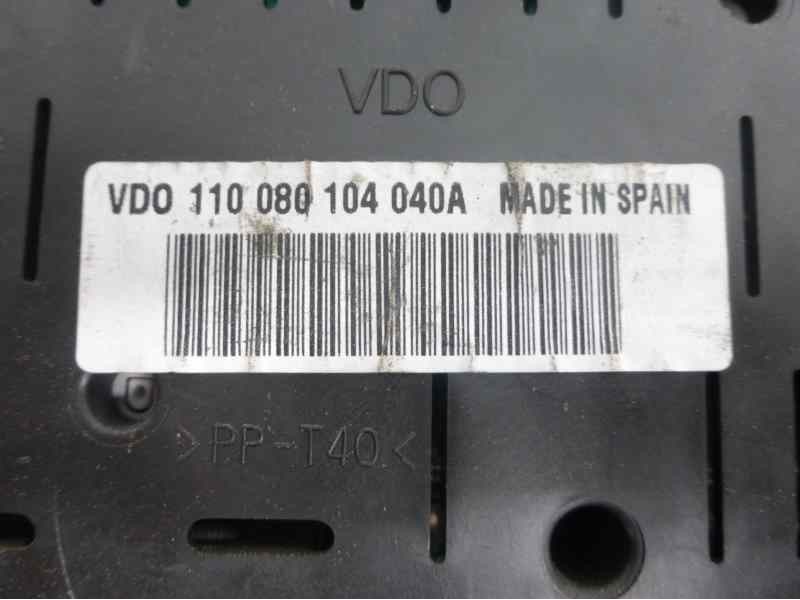 VDO
VDO 110 080 104 040A MADE IN SPAIN
>PP-T40<